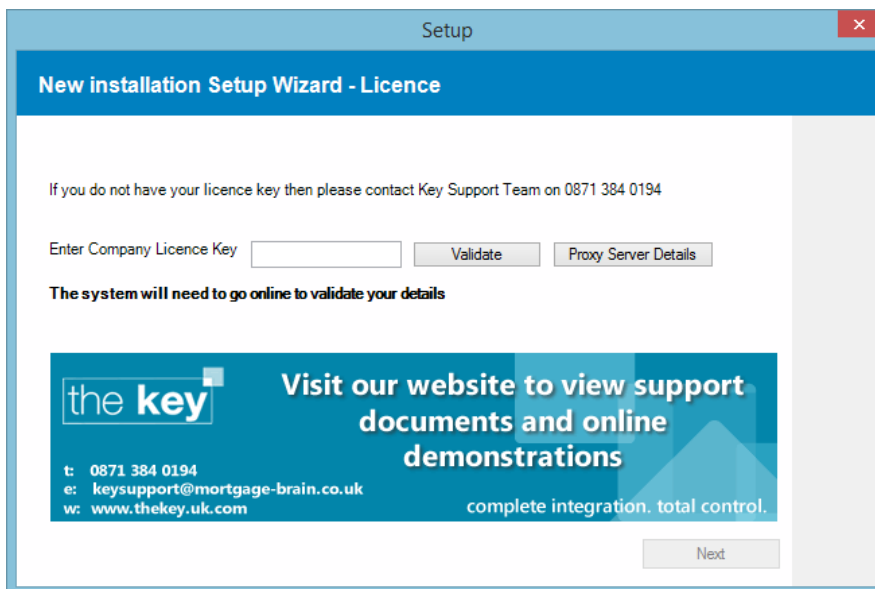 Setup
New installation Setup Wizard - Licence
If you do not have your licence key then please contact Key Support Team on 0871 384 0194
Enter Company Licence Key
Validate
Proxy Server Details
The system will need to go online to validate your details
the key
Visit our website to view support
documents and online
demonstrations
t: 0871 384 0194
e: keysupport@mortgage-brain.co.uk
w: www.thekey.uk.com
complete integration. total control.
Next